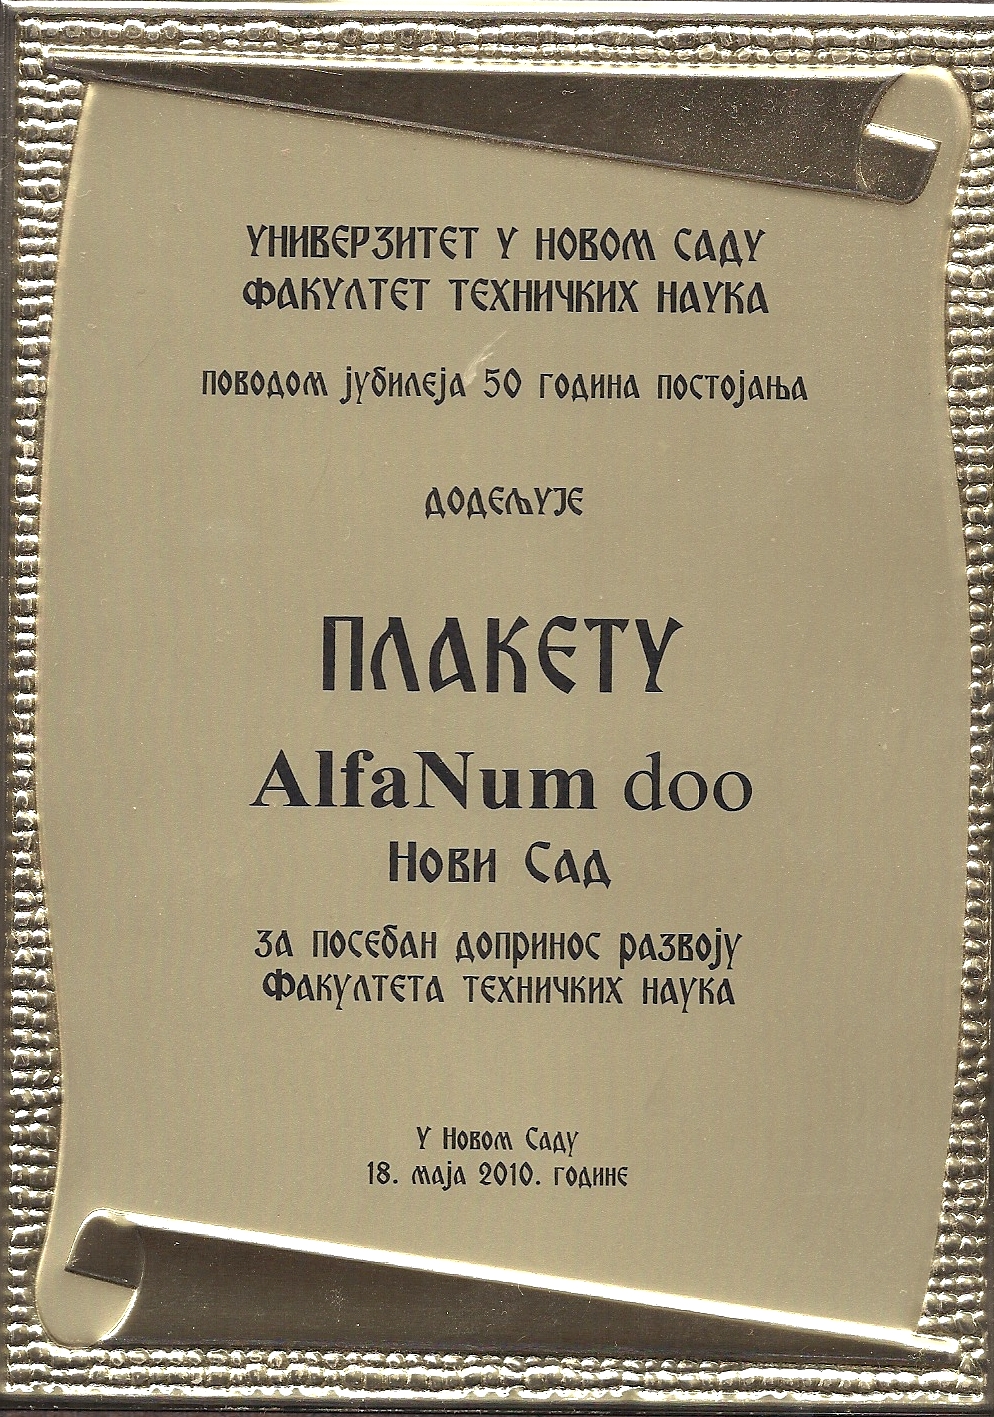 УНИВЕРЗИТЕТ У НОВОМ САДУ
ФАКУЛТЕТ ТЕХНИЧКИХ НАУКА
поводом јубилеја 50 година постојања
ДОДЕЉУЈЕ
ПЛАКЕТУ
AlfaNum doo
Нови Сад
за посебан допринос развоју
Факултета техничких наука
У Новом Саду
18. маја 2010. године